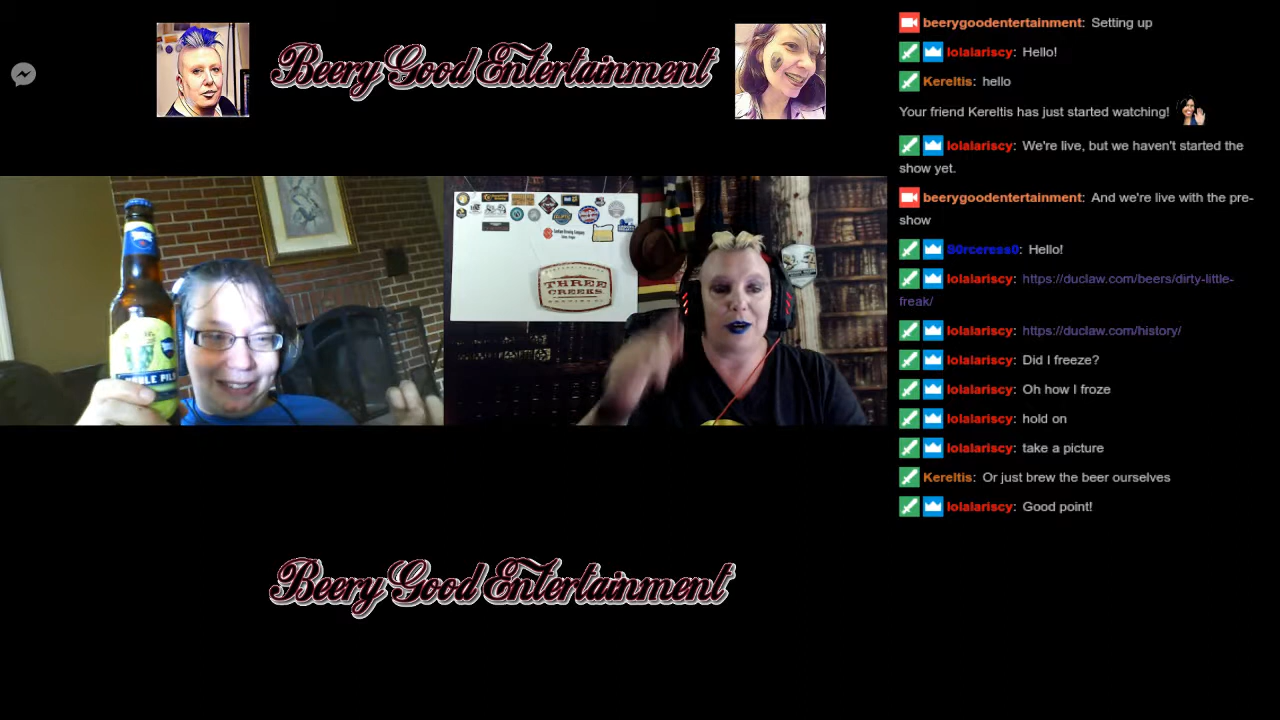 Beery Good Entertainment
THREE
CREEKS
BLE PILS
Beery Good Entertainment
beerygoodentertainment: Setting up
lolalariscy: Hello!
Kereltis: hello
Your friend Kereltis has just started watching!
lolalariscy: We're live, but we haven't started the
show yet.
beerygoodentertainment: And we're live with the pre-
show
S0rceress0: Hello!
lolalariscy: https://duclaw.com/beers/dirty-little-
freak/
lolalariscy: https://duclaw.com/history/
lolalariscy: Did I freeze?
lolalariscy: Oh how I froze
lolalariscy: hold on
lolalariscy: take a picture
Kereltis: Or just brew the beer ourselves
lolalariscy: Good point!